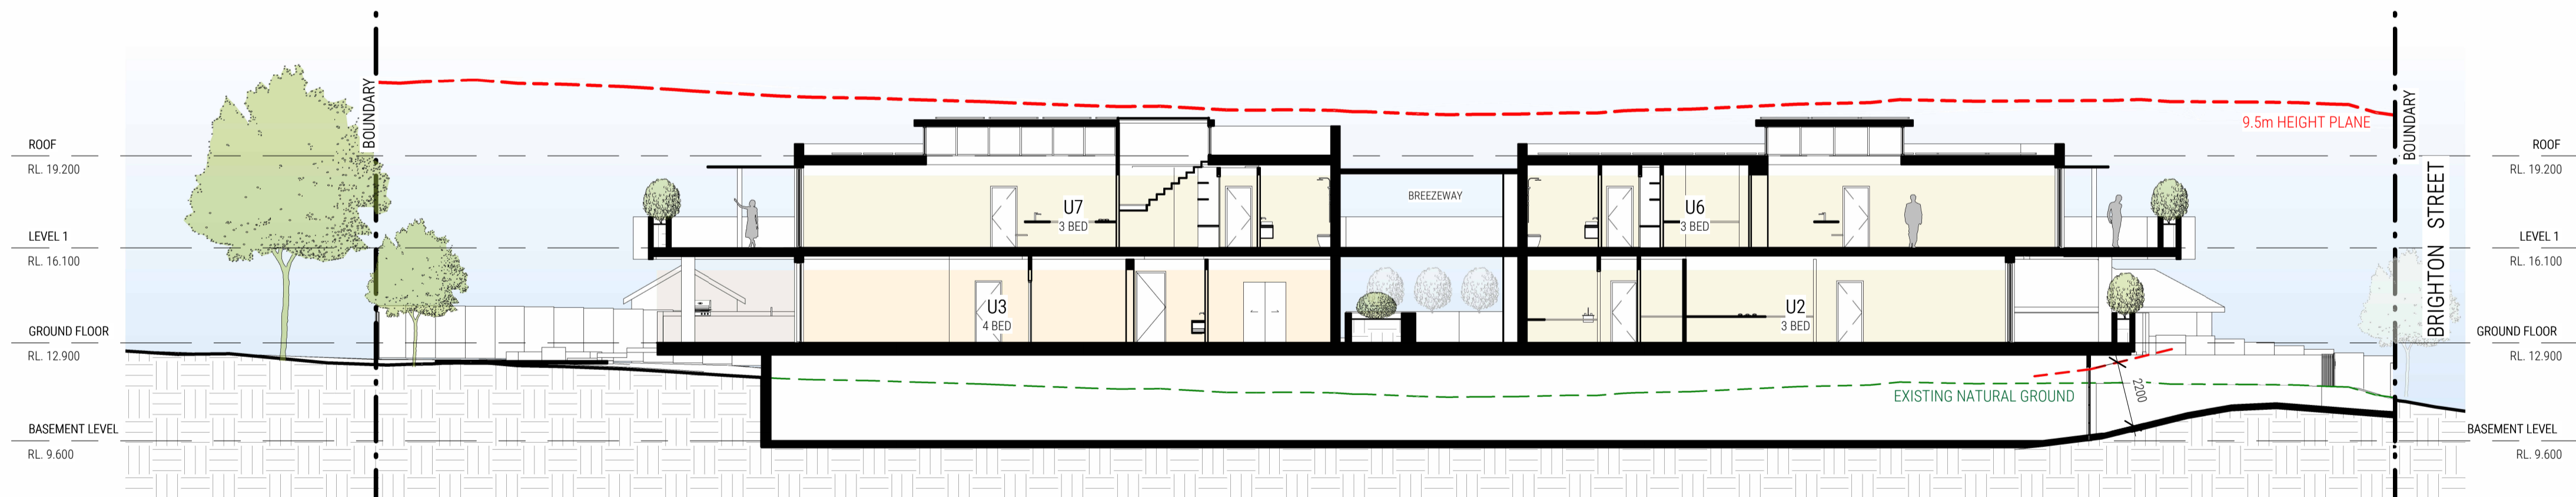 BOUNDARY
ROOF
RL. 19.200
LEVEL 1
RL. 16.100
GROUND FLOOR
RL. 12.900
BASEMENT LEVEL
RL. 9.600
U7
3 BED
BREEZEWAY
U6
3 BED
U3
4 BED
U2
3 BED
9.5m HEIGHT PLANE
EXISTING NATURAL GROUND
2200
BOUNDARY
BRIGHTON STREET
ROOF
RL. 19.200
LEVEL 1
RL. 16.100
GROUND FLOOR
RL. 12.900
BASEMENT LEVEL
RL. 9.600